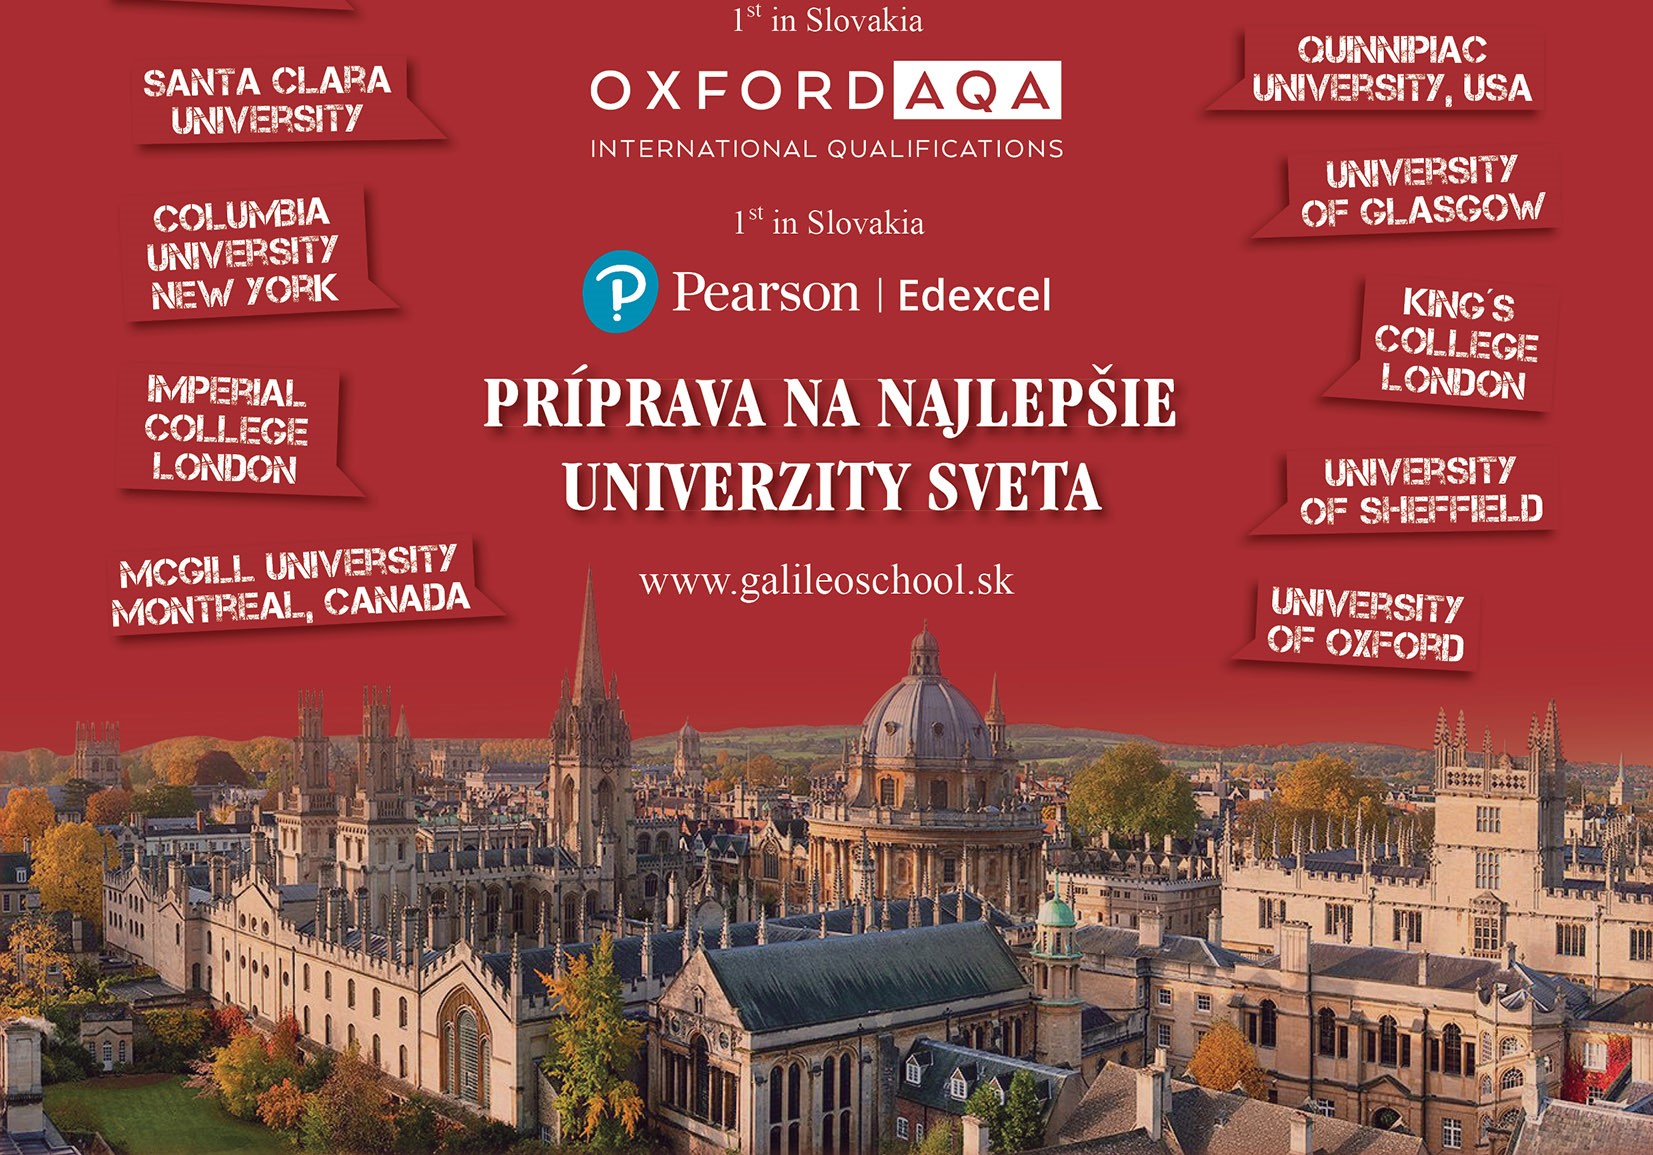 1st in Slovakia
OXFORDAQA
INTERNATIONAL QUALIFICATIONS
1st in Slovakia
Pearson | Edexcel
PRÍPRAVA NA NAJLEPŠIE
UNIVERZITY SVETA
www.galileoschool.sk
SANTA CLARA
UNIVERSITY
COLUMBIA
UNIVERSITY
NEW YORK
IMPERIAL
COLLEGE
LONDON
MCGILL UNIVERSITY
MONTREAL, CANADA
QUINNIPIAC
UNIVERSITY, USA
UNIVERSITY
OF GLASGOW
KING´S
COLLEGE
LONDON
UNIVERSITY
OF SHEFFIELD
UNIVERSITY
OF OXFORD